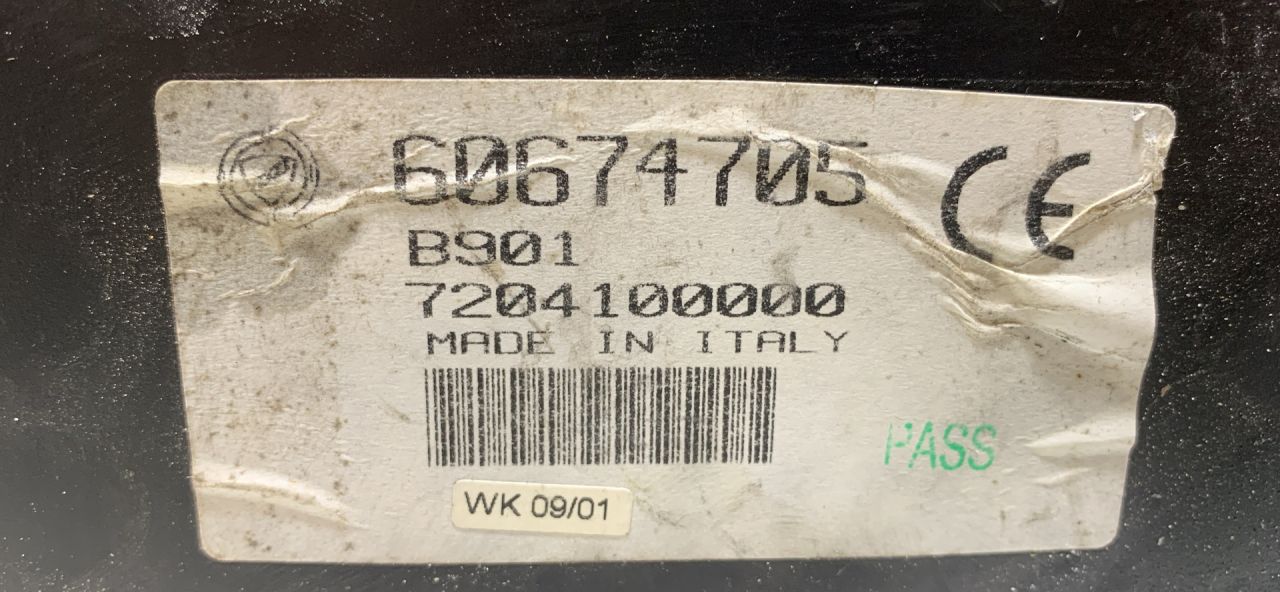 60674705
CE
B901
7204100000
MADE IN ITALY
PASS
WK 09/01